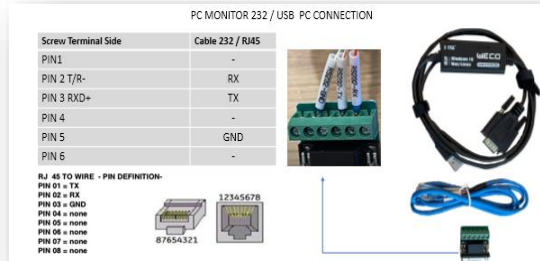 PC MONITOR 232 / USB PC CONNECTION
Screw Terminal Side Cable 232 / RJ45
PIN1 -
PIN 2 T/R- RX
PIN 3 RXD+ TX
PIN 4 -
PIN 5 GND
PIN 6 -
RJ 45 TO WIRE - PIN DEFINITION-
PIN 01 = TX
PIN 02 = RX
PIN 03 = GND
PIN 04 = none
PIN 05 = none
PIN 06 = none
PIN 07 = none
PIN 08 = none
12345678
87654321
WECO